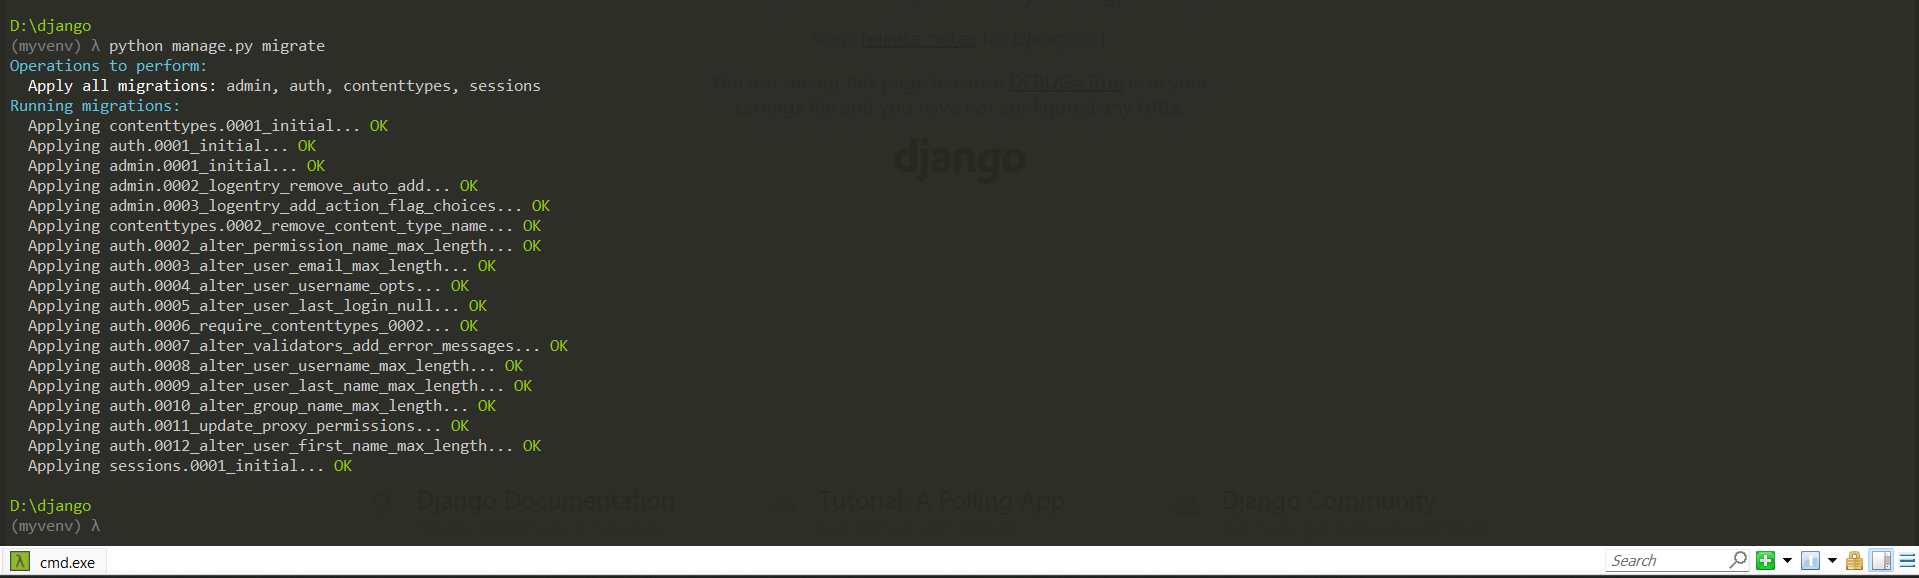 D:\django
(myvenv) λ python manage.py migrate
Operations to perform:
  Apply all migrations: admin, auth, contenttypes, sessions
Running migrations:
  Applying contenttypes.0001_initial... OK
  Applying auth.0001_initial... OK
  Applying admin.0001_initial... OK
  Applying admin.0002_logentry_remove_auto_add... OK
  Applying admin.0003_logentry_add_action_flag_choices... OK
  Applying contenttypes.0002_remove_content_type_name... OK
  Applying auth.0002_alter_permission_name_max_length... OK
  Applying auth.0003_alter_user_email_max_length... OK
  Applying auth.0004_alter_user_username_opts... OK
  Applying auth.0005_alter_user_last_login_null... OK
  Applying auth.0006_require_contenttypes_0002... OK
  Applying auth.0007_alter_validators_add_error_messages... OK
  Applying auth.0008_alter_user_username_max_length... OK
  Applying auth.0009_alter_user_last_name_max_length... OK
  Applying auth.0010_alter_group_name_max_length... OK
  Applying auth.0011_update_proxy_permissions... OK
  Applying auth.0012_alter_user_first_name_max_length... OK
  Applying sessions.0001_initial... OK
D:\django
(myvenv) λ
View release notes for Django 5.1
You are seeing this page because DEBUG=True is in your
settings file and you have not configured any URLs.
django
Django Documentation
Tutorial: A Polling App
Get started with Django
Django Community
Connect, get help, or contribute
λ cmd.exe
Search